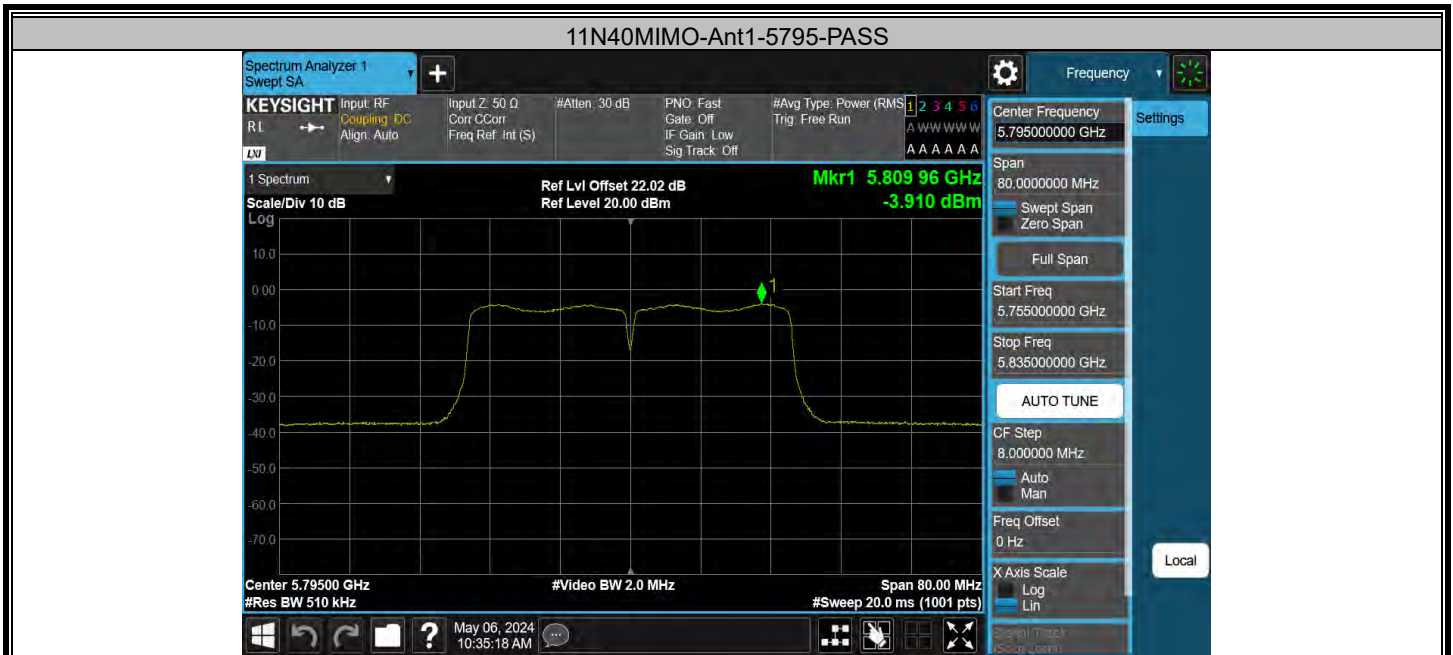 11N40MIMO-Ant1-5795-PASS
Spectrum Analyzer 1
Swept SA
Frequency
KEYSIGHT
RL
LXI
Input: RF
Coupling: DC
Align: Auto
Input Z: 50 Ω
Corr CCorr
Freq Ref: Int (S)
#Atten: 30 dB
PNO: Fast
Gate: Off
IF Gain: Low
Sig Track: Off
#Avg Type: Power (RMS
Trig: Free Run
1 2 3 4 5 6
A W W W W W
A A A A A A
1 Spectrum
Scale/Div 10 dB
Ref Lvl Offset 22.02 dB
Ref Level 20.00 dBm
Mkr1 5.809 96 GHz
-3.910 dBm
Log
10.0
0.00
-10.0
-20.0
-30.0
-40.0
-50.0
-60.0
-70.0
1
Center 5.79500 GHz
#Res BW 510 kHz
#Video BW 2.0 MHz
Span 80.00 MHz
#Sweep 20.0 ms (1001 pts)
Center Frequency
5.795000000 GHz
Settings
Span
80.0000000 MHz
Swept Span
Zero Span
Full Span
Start Freq
5.755000000 GHz
Stop Freq
5.835000000 GHz
AUTO TUNE
CF Step
8.000000 MHz
Auto
Man
Freq Offset
0 Hz
X Axis Scale
Log
Lin
Local
?
May 06, 2024
10:35:18 AM